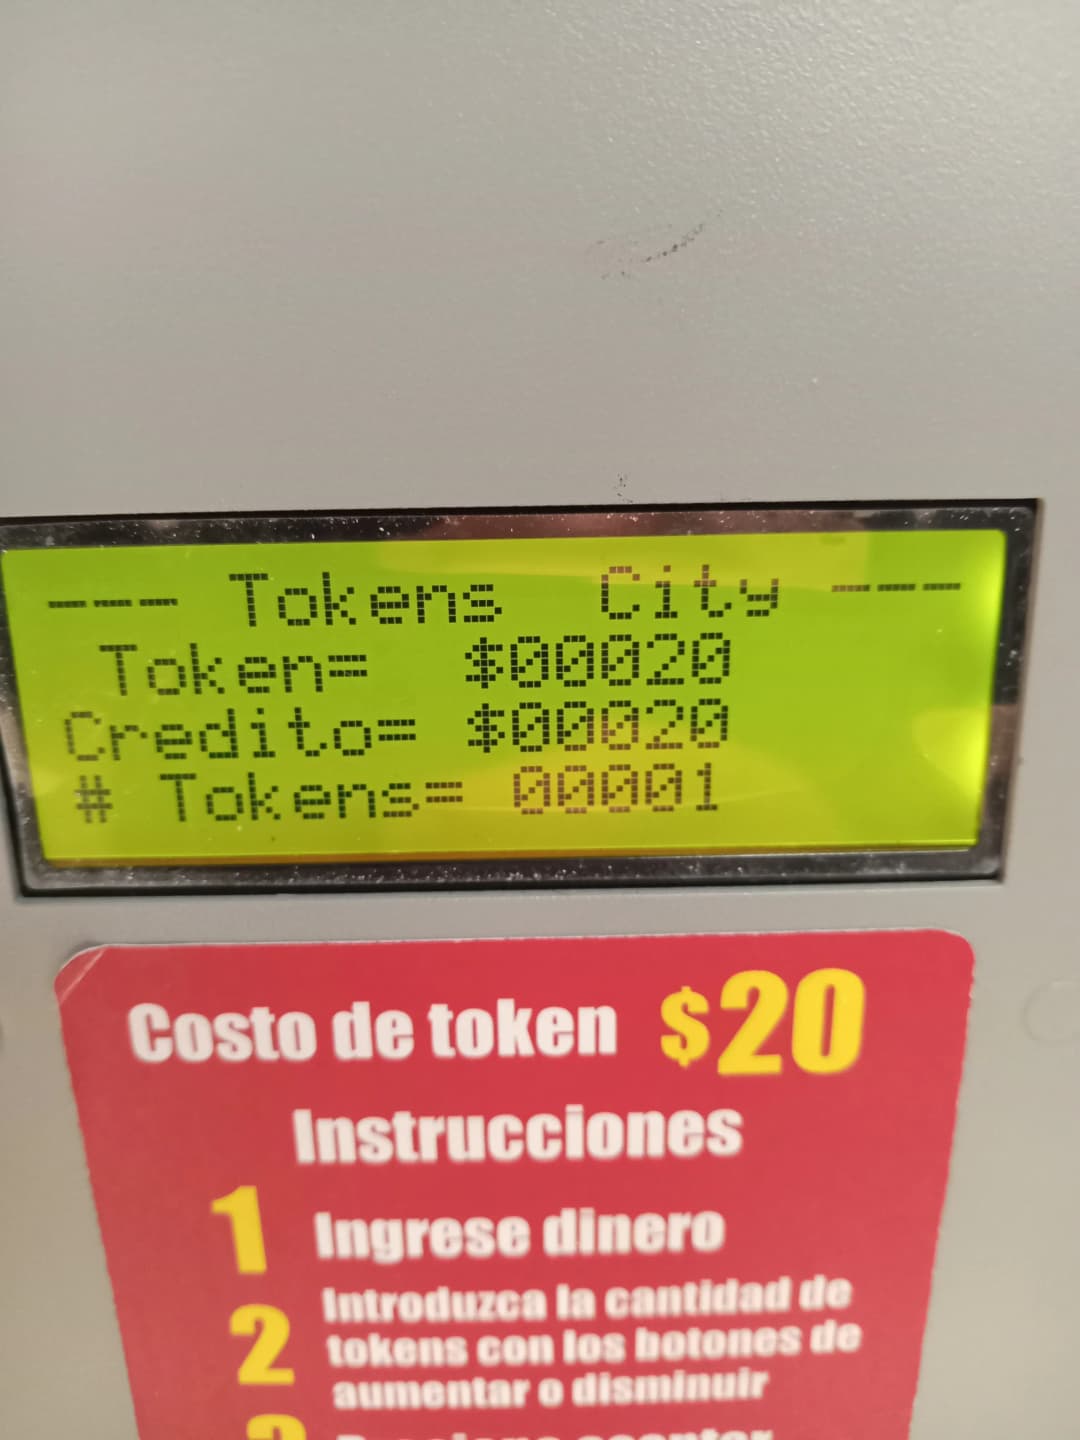 --- Tokens City ---
Token= $00020
Credito= $00020
# Tokens= 00001
Costo de token $20
Instrucciones
1 Ingrese dinero
2 Introduzca la cantidad de
tokens con los botones de
aumentar o disminuir